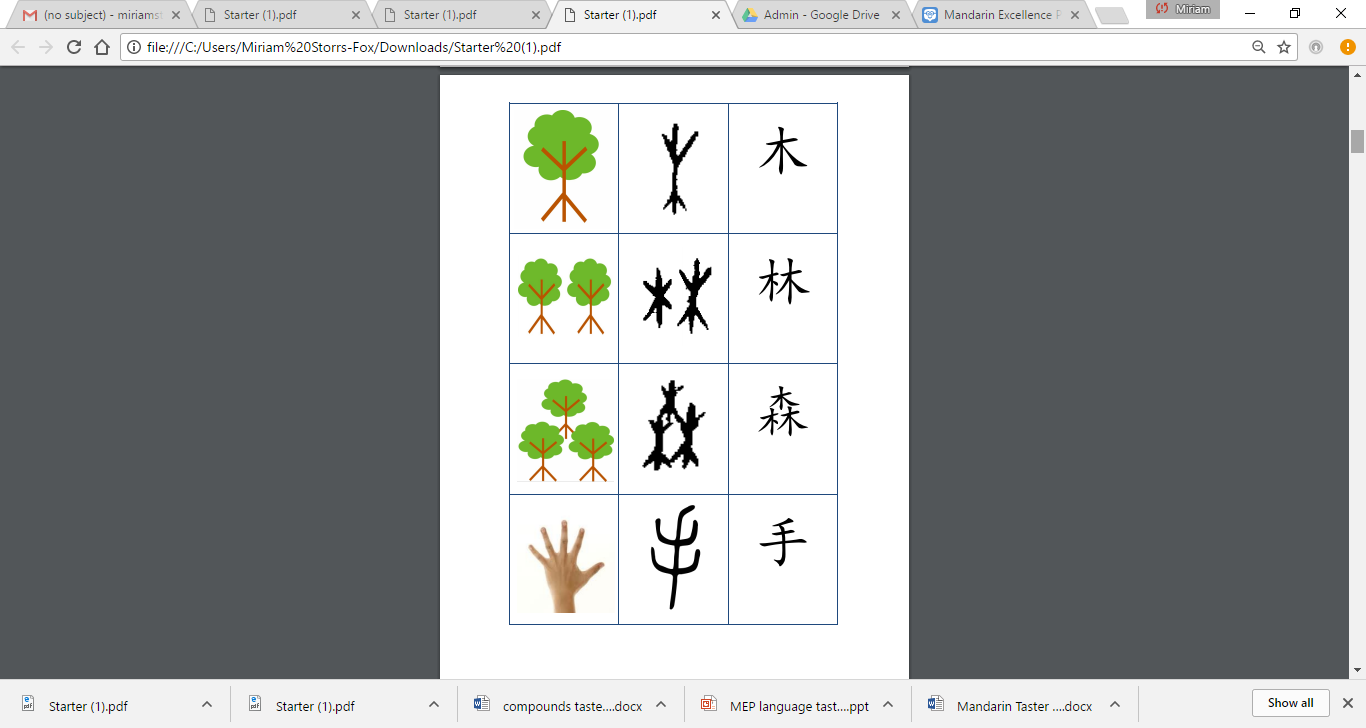 (no subject) - miriamst
Starter (1).pdf
Starter (1).pdf
Starter (1).pdf
Admin - Google Drive
Mandarin Excellence P
Miriam
file:///C:/Users/Miriam%20Storrs-Fox/Downloads/Starter%20(1).pdf
木
林
森
手
Starter (1).pdf
Starter (1).pdf
compounds taste....docx
MEP language tast....ppt
Mandarin Taster ....docx
Show all